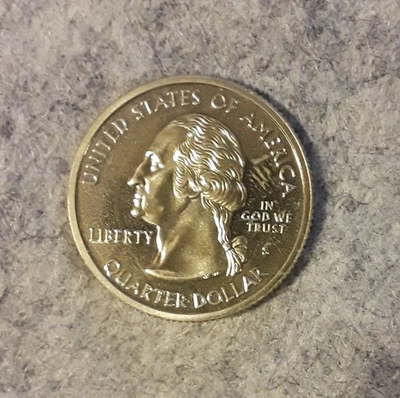 UNITED STATES OF AMERICA
LIBERTY
IN
GOD WE
TRUST
S
QUARTER DOLLAR